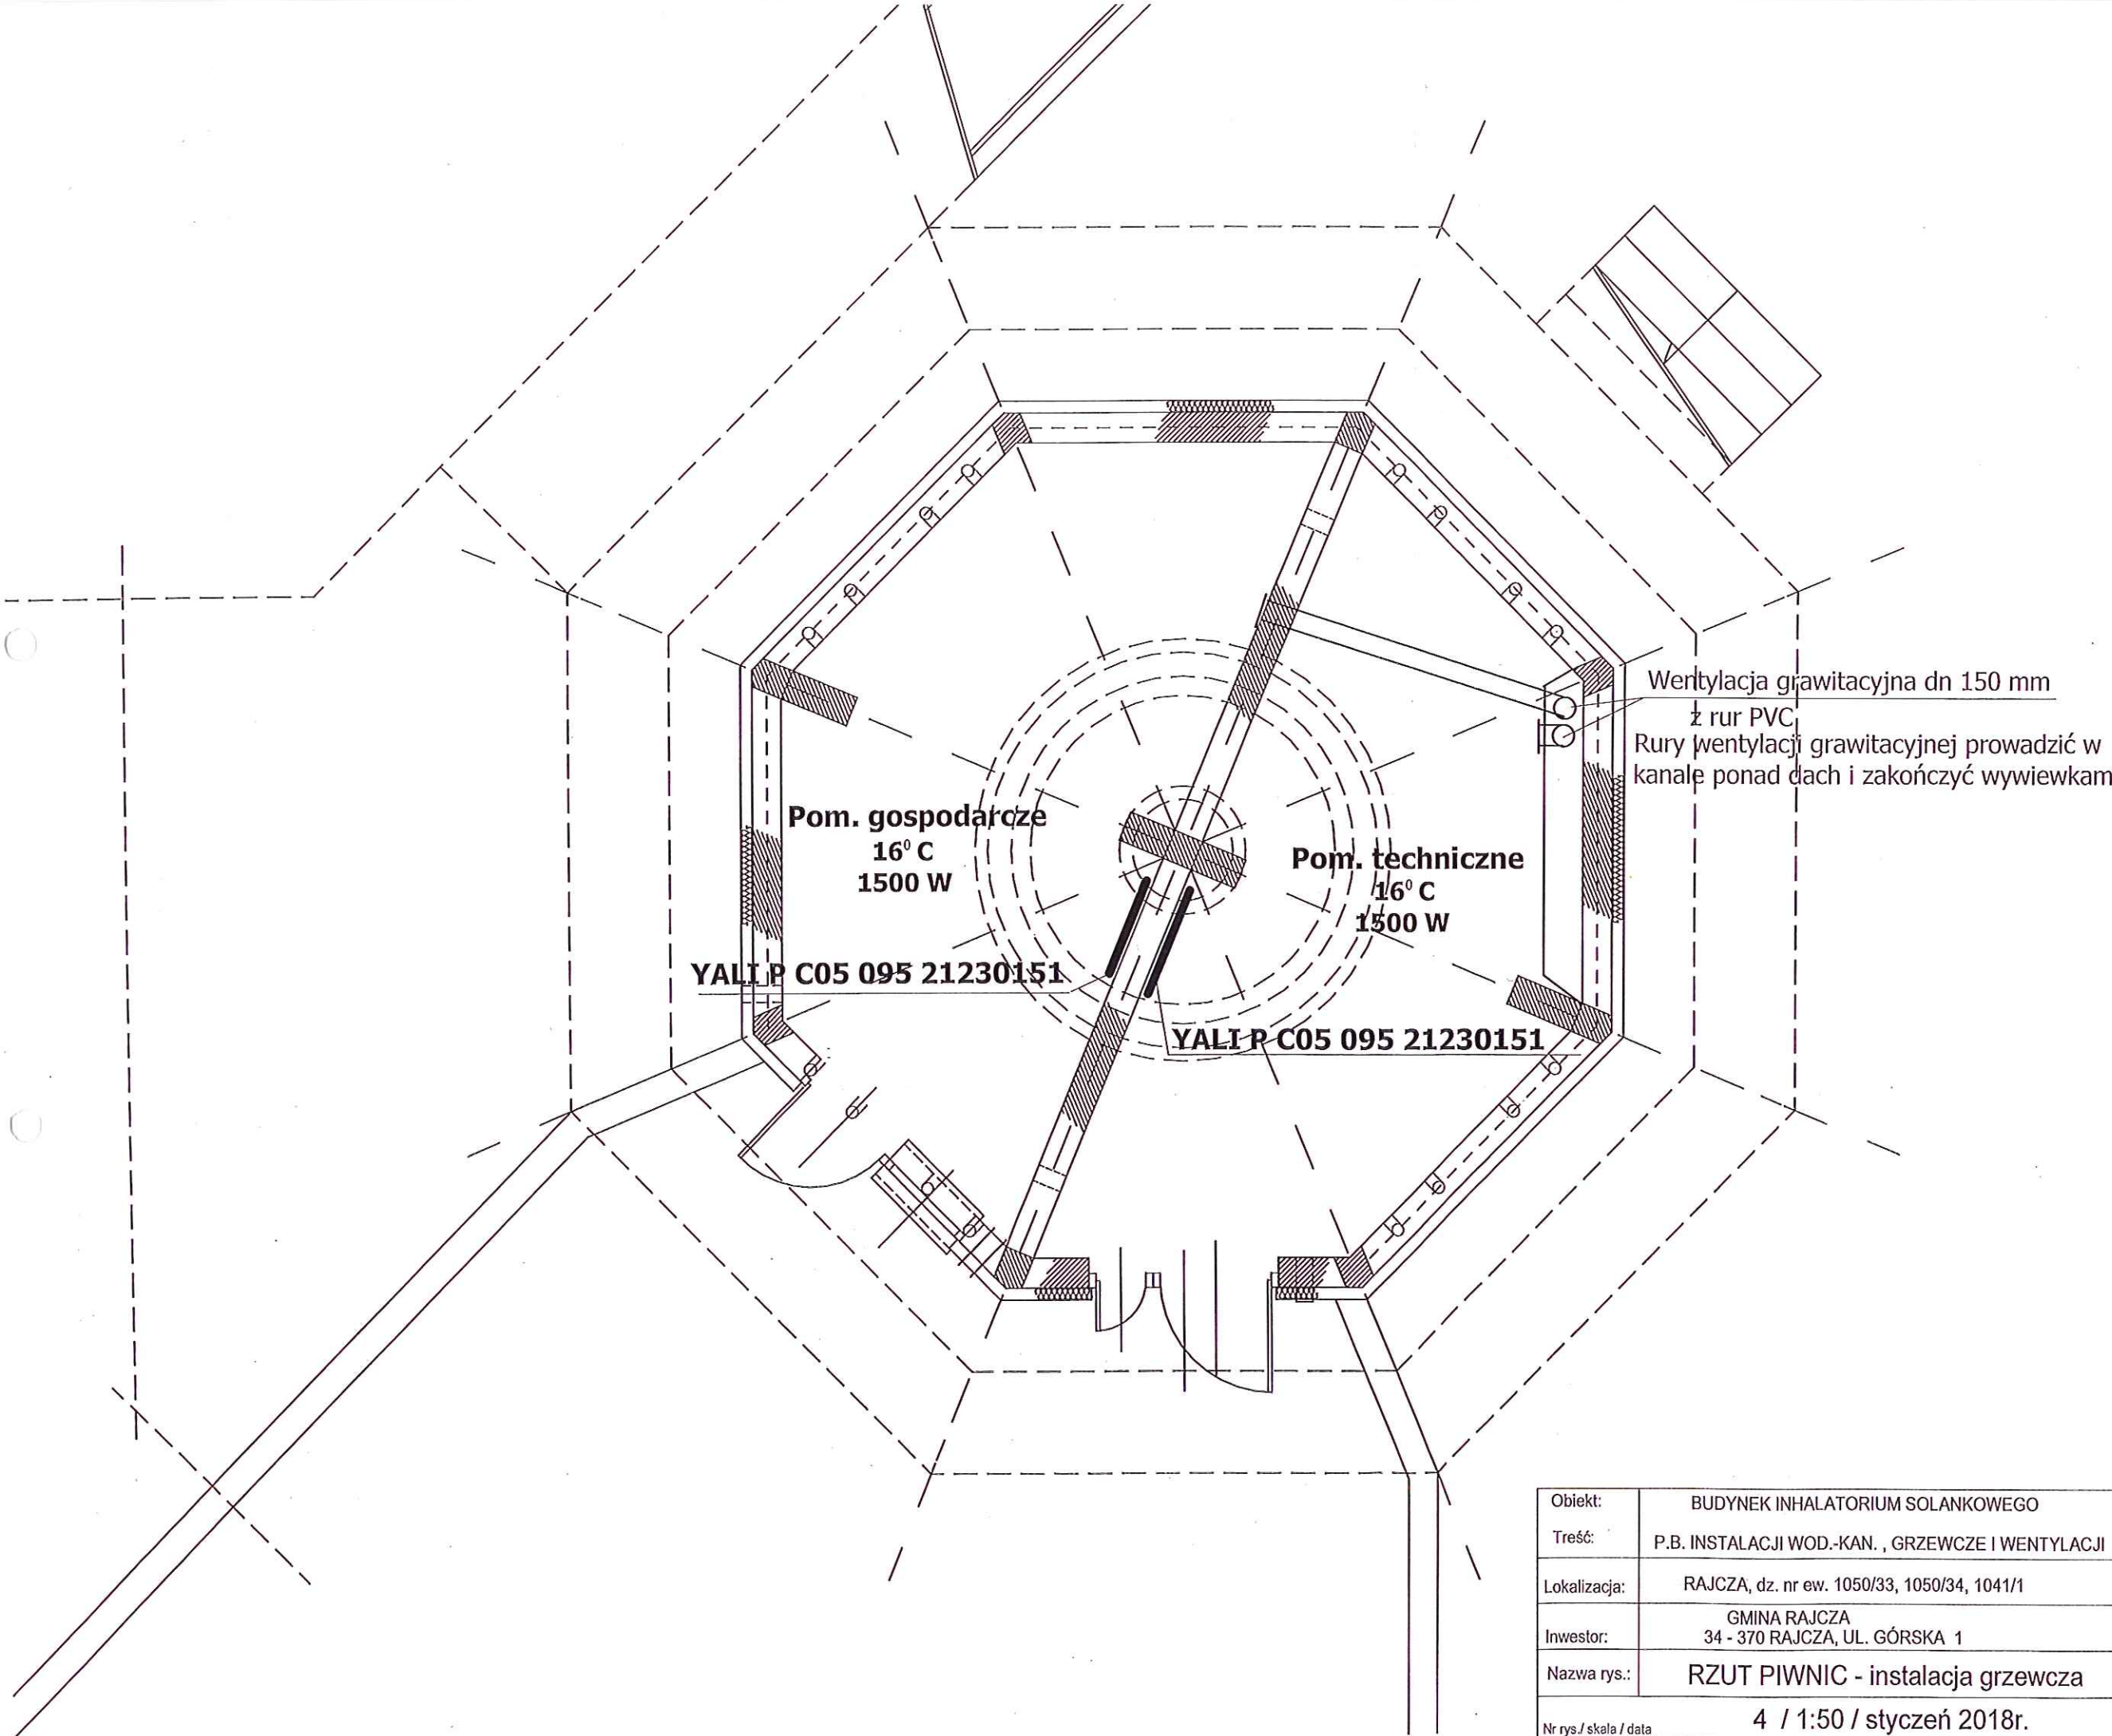 Wentylacja grawitacyjna dn 150 mm
z rur PVC
Rury wentylacji grawitacyjnej prowadzić w
kanale ponad dach i zakończyć wywiewkam
Pom. gospodarcze
16⁰ C
1500 W
Pom. techniczne
16⁰ C
1500 W
YALI P C05 095 21230151
YALI P C05 095 21230151
Obiekt: BUDYNEK INHALATORIUM SOLANKOWEGO
Treść: P.B. INSTALACJI WOD.-KAN. , GRZEWCZE I WENTYLACJI
Lokalizacja: RAJCZA, dz. nr ew. 1050/33, 1050/34, 1041/1
GMINA RAJCZA
Inwestor: 34 - 370 RAJCZA, UL. GÓRSKA 1
Nazwa rys.: RZUT PIWNIC - instalacja grzewcza
Nr rys./ skala / data 4 / 1:50 / styczeń 2018r.